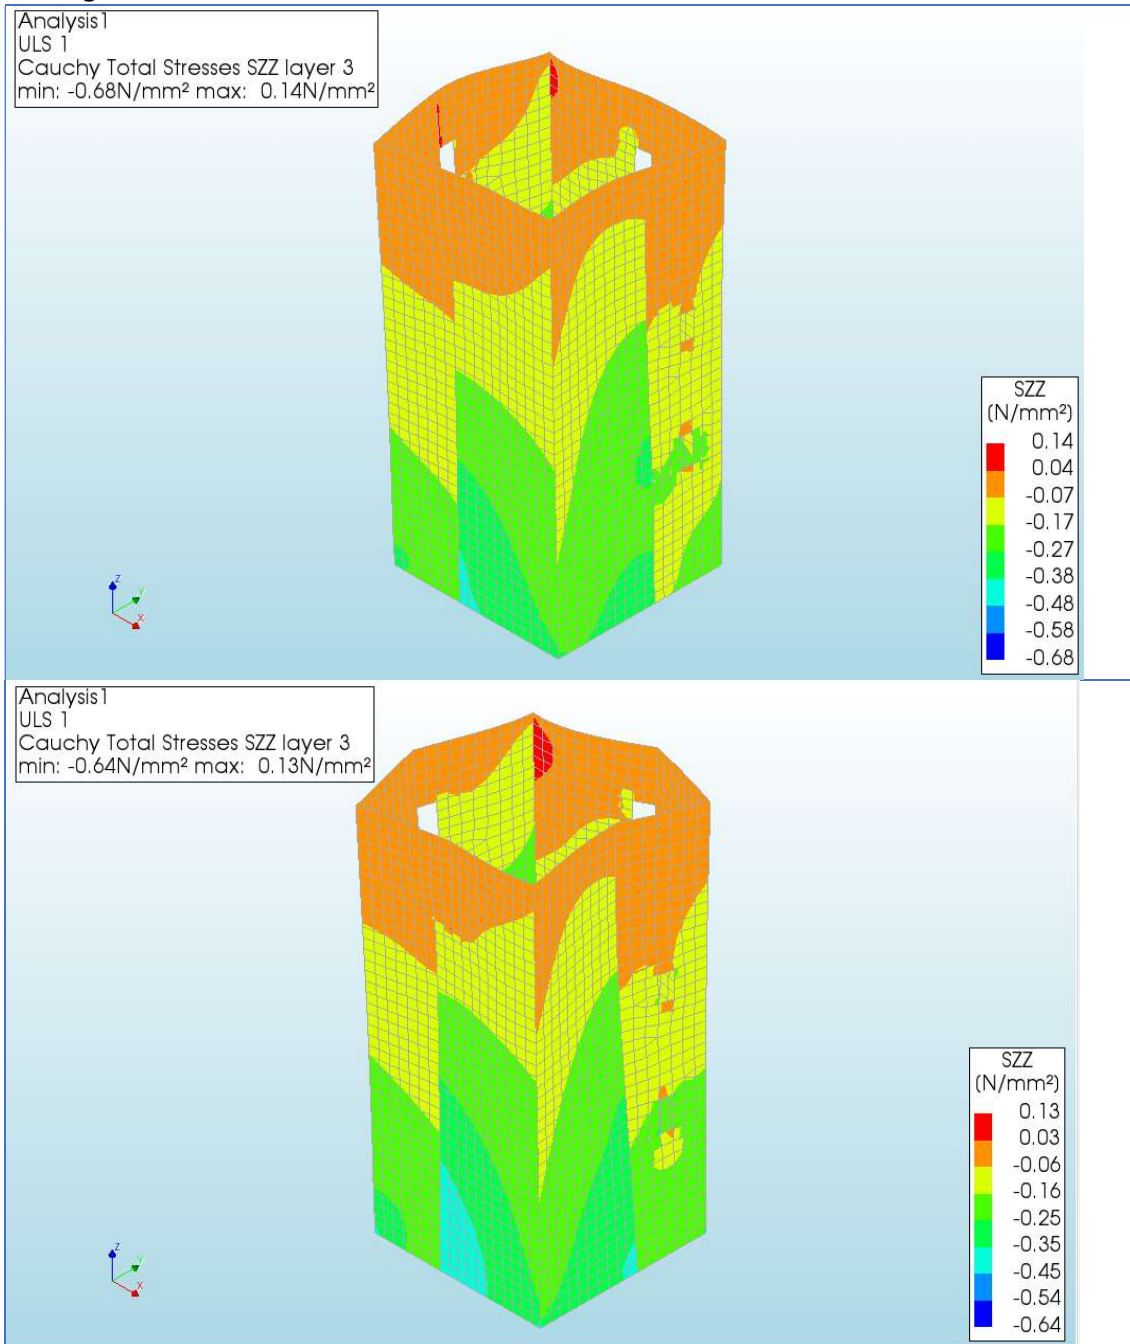 Analysis1
ULS 1
Cauchy Total Stresses SZZ layer 3
min: -0.68N/mm² max: 0.14N/mm²
SZZ
(N/mm²)
0.14
0.04
-0.07
-0.17
-0.27
-0.38
-0.48
-0.58
-0.68
Z
Y
X
Analysis1
ULS 1
Cauchy Total Stresses SZZ layer 3
min: -0.64N/mm² max: 0.13N/mm²
SZZ
(N/mm²)
0.13
0.03
-0.06
-0.16
-0.25
-0.35
-0.45
-0.54
-0.64
Z
Y
X